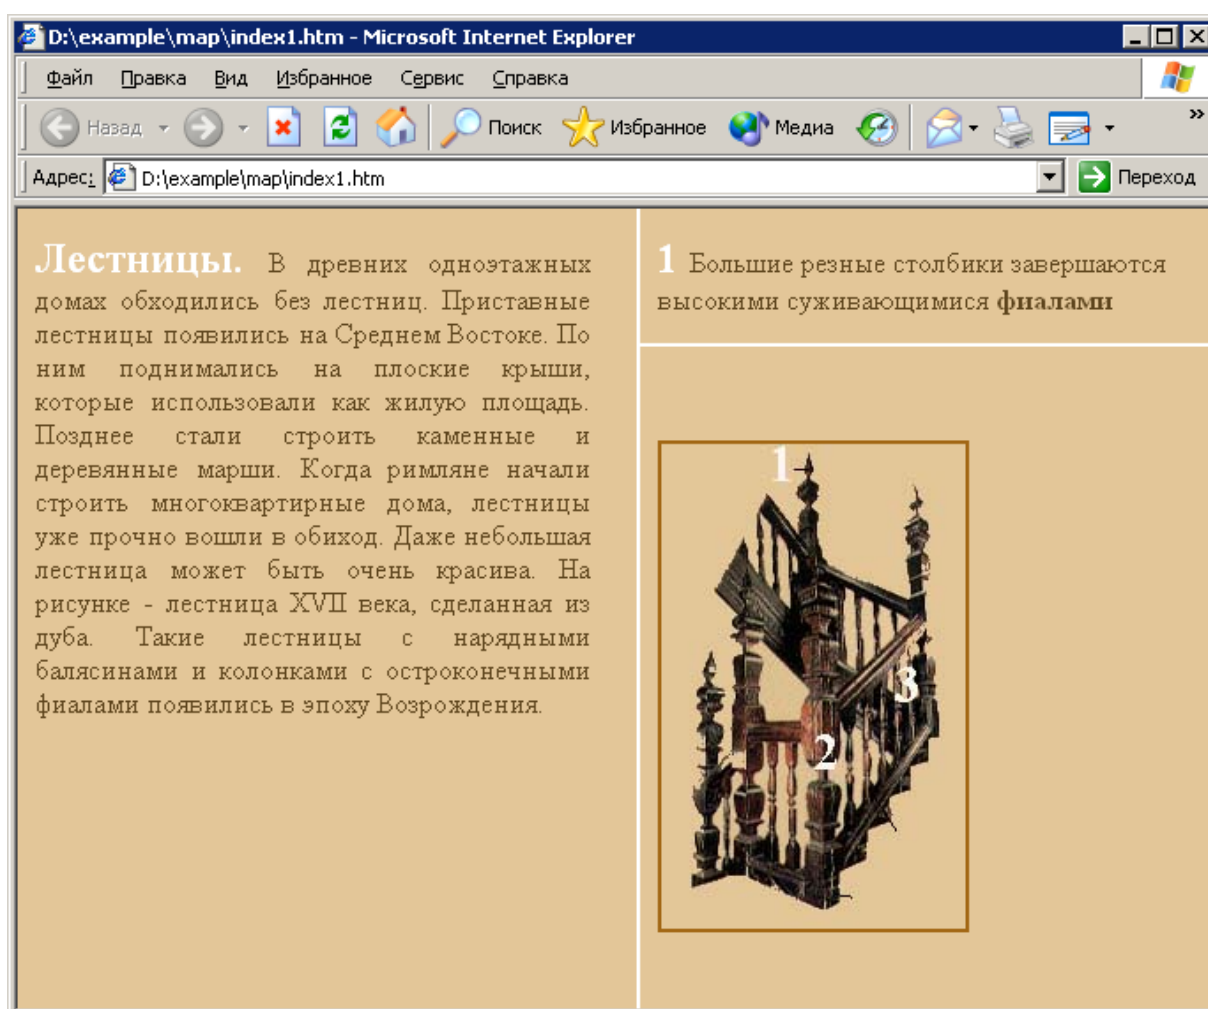 D:\example\map\index1.htm - Microsoft Internet Explorer
Файл Правка Вид Избранное Сервис Справка
Назад Поиск Избранное Медиа »
Адрес: D:\example\map\index1.htm Переход
Лестницы. В древних одноэтажных
домах обходились без лестниц. Приставные
лестницы появились на Среднем Востоке. По
ним поднимались на плоские крыши,
которые использовали как жилую площадь.
Позднее стали строить каменные и
деревянные марши. Когда римляне начали
строить многоквартирные дома, лестницы
уже прочно вошли в обиход. Даже небольшая
лестница может быть очень красива. На
рисунке - лестница XVII века, сделанная из
дуба. Такие лестницы с нарядными
балясинами и колонками с остроконечными
фиалами появились в эпоху Возрождения.
1 Большие резные столбики завершаются
высокими суживающимися фиалами
1
3
2